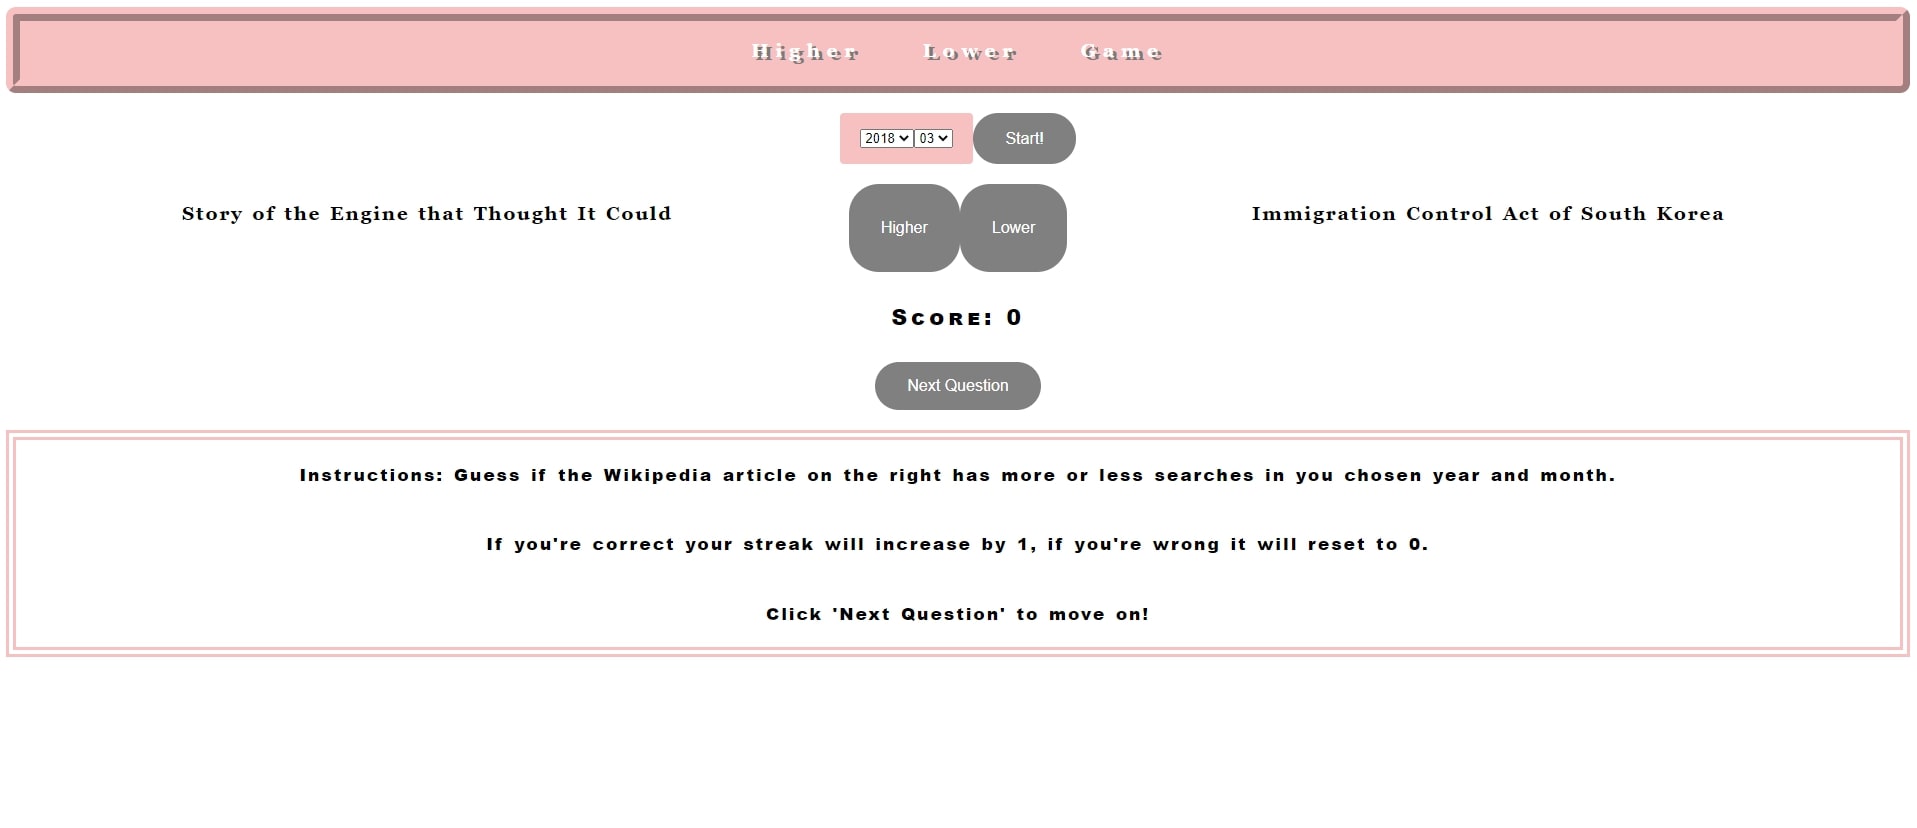 Higher Lower Game
2018 03 Start!
Story of the Engine that Thought It Could
Higher Lower
Immigration Control Act of South Korea
Score: 0
Next Question
Instructions: Guess if the Wikipedia article on the right has more or less searches in you chosen year and month.
If you're correct your streak will increase by 1, if you're wrong it will reset to 0.
Click 'Next Question' to move on!